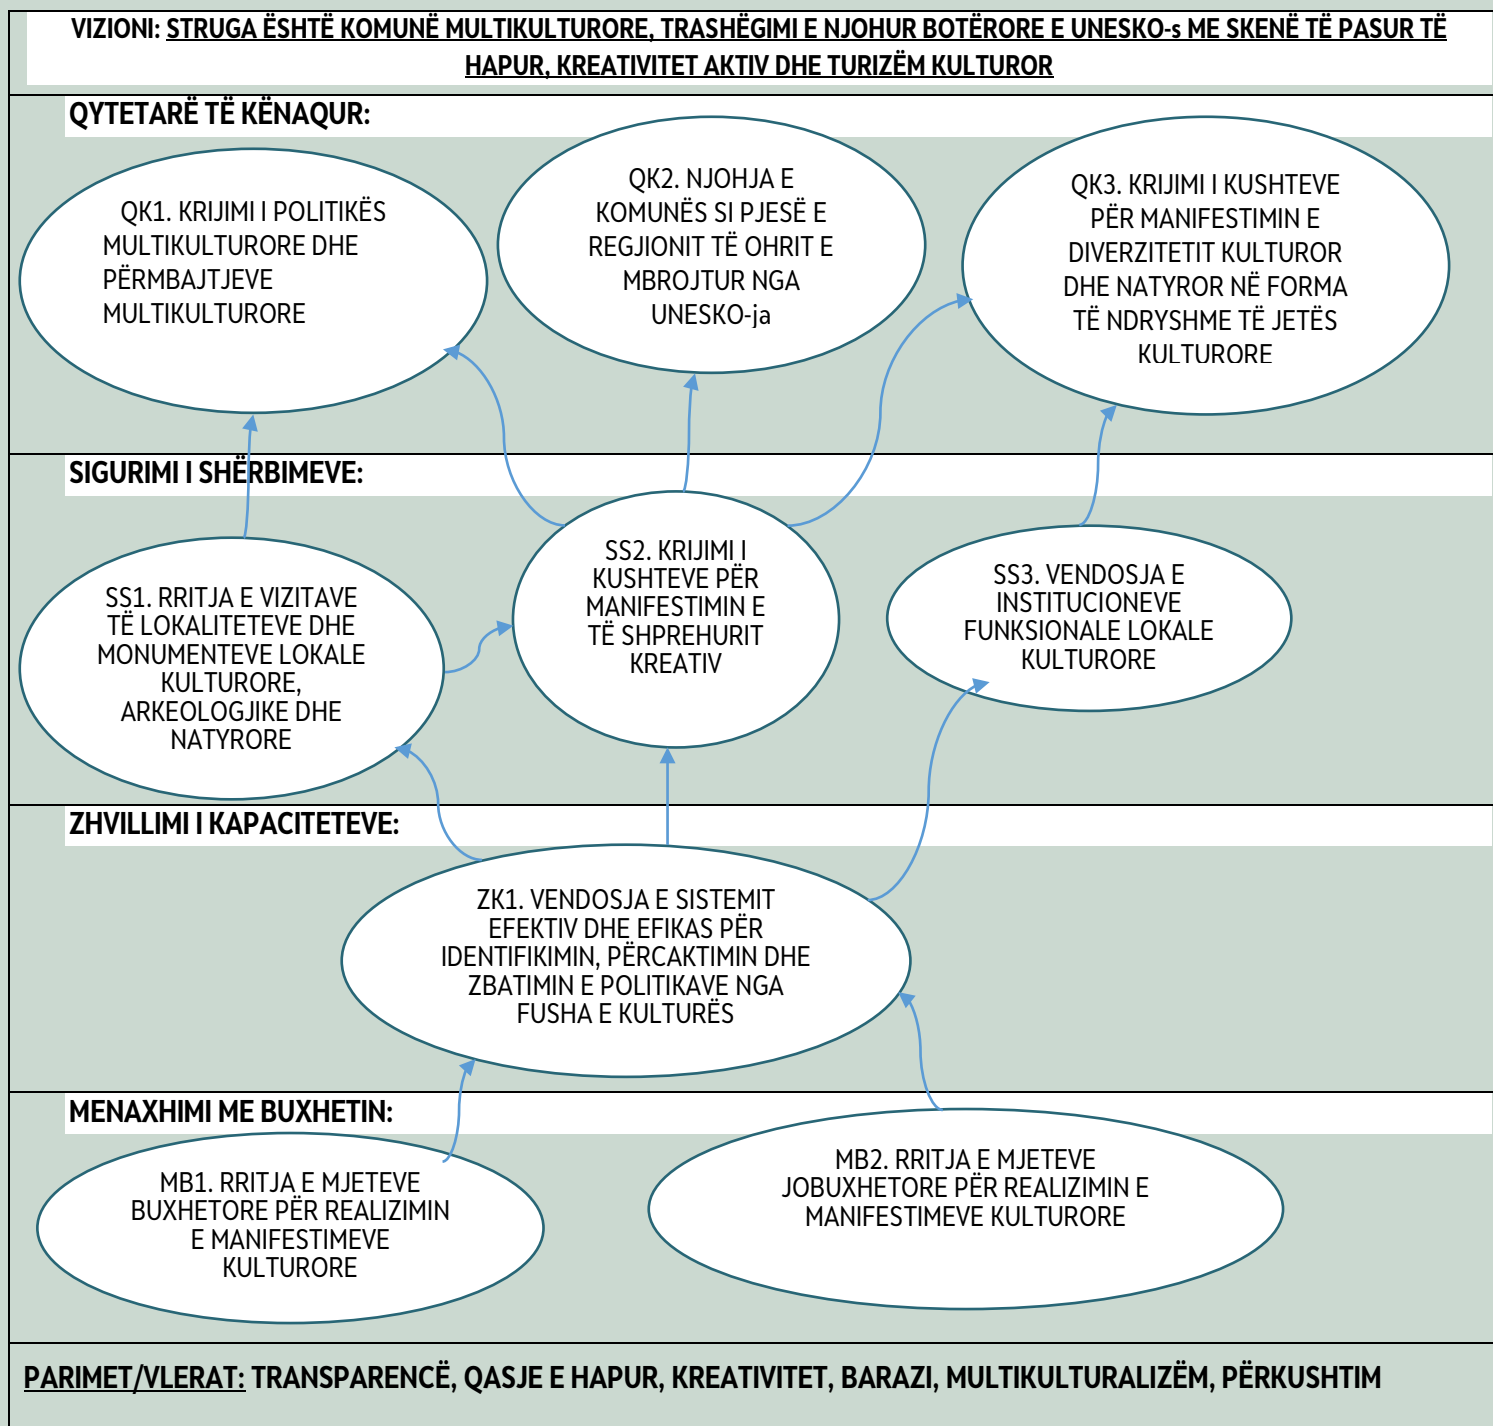 VIZIONI: STRUGA ËSHTË KOMUNË MULTIKULTURORE, TRASHËGIMI E NJOHUR BOTËRORE E UNESKO-s ME SKENË TË PASUR TË
HAPUR, KREATIVITET AKTIV DHE TURIZËM KULTUROR
QYTETARË TË KËNAQUR:
QK1. KRIJIMI I POLITIKËS
MULTIKULTURORE DHE
PËRMBAJTJEVE
MULTIKULTURORE
QK2. NJOHJA E
KOMUNËS SI PJESË E
REGJIONIT TË OHRIT E
MBROJTUR NGA
UNESKO-ja
QK3. KRIJIMI I KUSHTEVE
PËR MANIFESTIMIN E
DIVERZITETIT KULTUROR
DHE NATYROR NË FORMA
TË NDRYSHME TË JETËS
KULTURORE
SIGURIMI I SHËRBIMEVE:
SS1. RRITJA E VIZITAVE
TË LOKALITETEVE DHE
MONUMENTEVE LOKALE
KULTURORE,
ARKEOLOGJIKE DHE
NATYRORE
SS2. KRIJIMI I
KUSHTEVE PËR
MANIFESTIMIN E
TË SHPREHURIT
KREATIV
SS3. VENDOSJA E
INSTITUCIONEVE
FUNKSIONALE LOKALE
KULTURORE
ZHVILLIMI I KAPACITETEVE:
ZK1. VENDOSJA E SISTEMIT
EFEKTIV DHE EFIKAS PËR
IDENTIFIKIMIN, PËRCAKTIMIN DHE
ZBATIMIN E POLITIKAVE NGA
FUSHA E KULTURËS
MENAXHIMI ME BUXHETIN:
MB1. RRITJA E MJETEVE
BUXHETORE PËR REALIZIMIN
E MANIFESTIMEVE
KULTURORE
MB2. RRITJA E MJETEVE
JOBUXHETORE PËR REALIZIMIN E
MANIFESTIMEVE KULTURORE
PARIMET/VLERAT: TRANSPARENCË, QASJE E HAPUR, KREATIVITET, BARAZI, MULTIKULTURALIZËM, PËRKUSHTIM